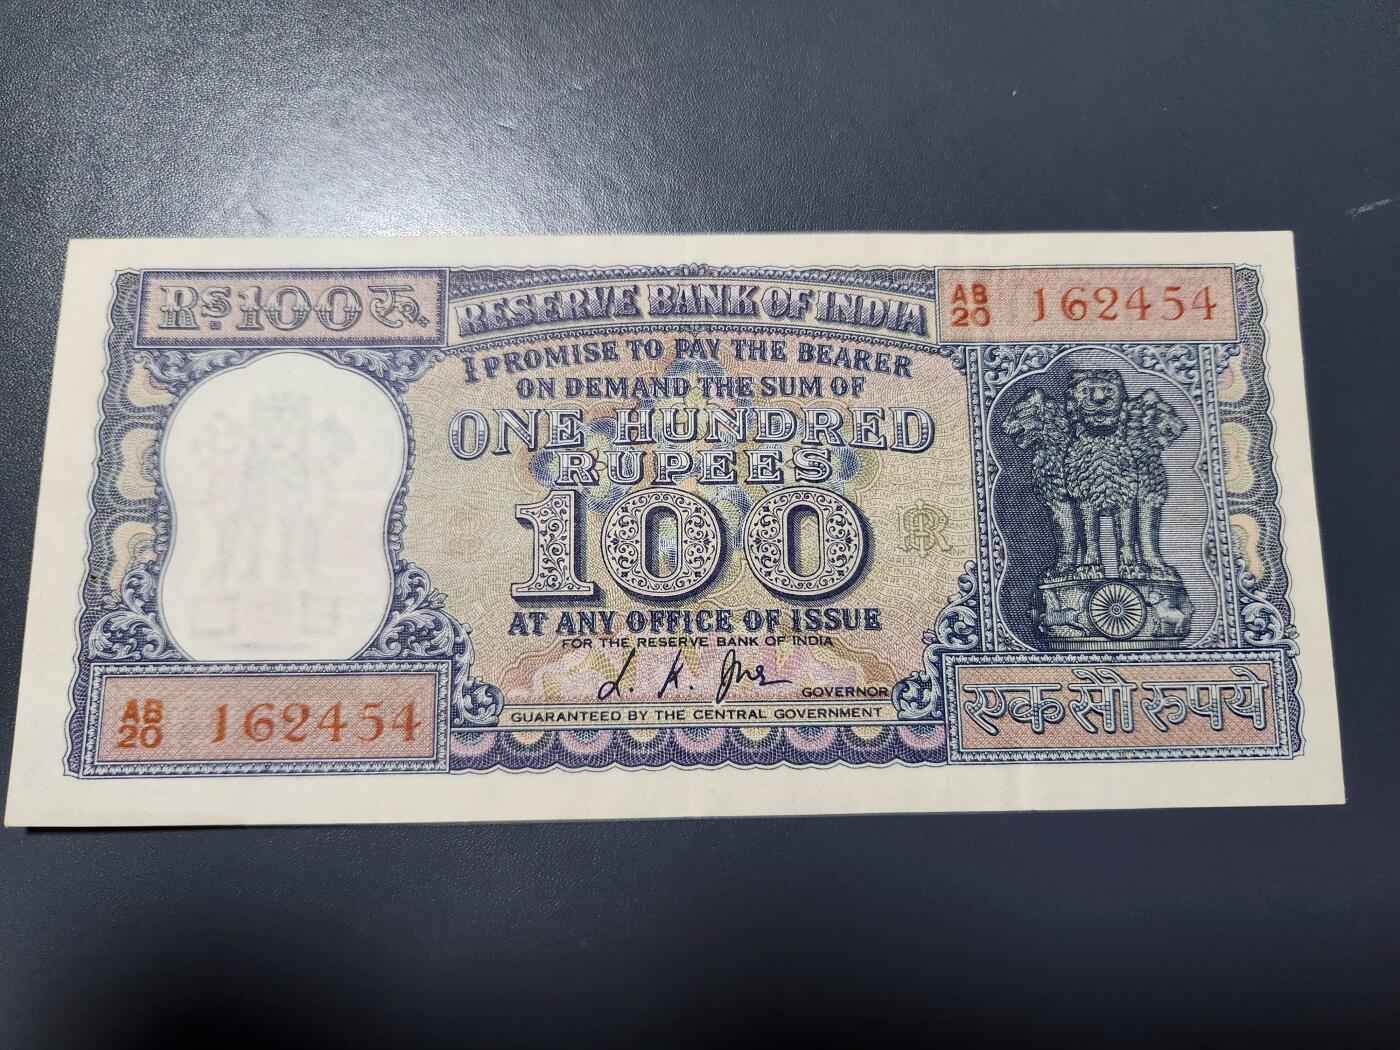 Rs. 100 रु.
RESERVE BANK OF INDIA
AB
20 162454
I PROMISE TO PAY THE BEARER
ON DEMAND THE SUM OF
ONE HUNDRED
RUPEES
100
AT ANY OFFICE OF ISSUE
FOR THE RESERVE BANK OF INDIA
GOVERNOR
GUARANTEED BY THE CENTRAL GOVERNMENT
AB
20 162454
एक सौ रुपये